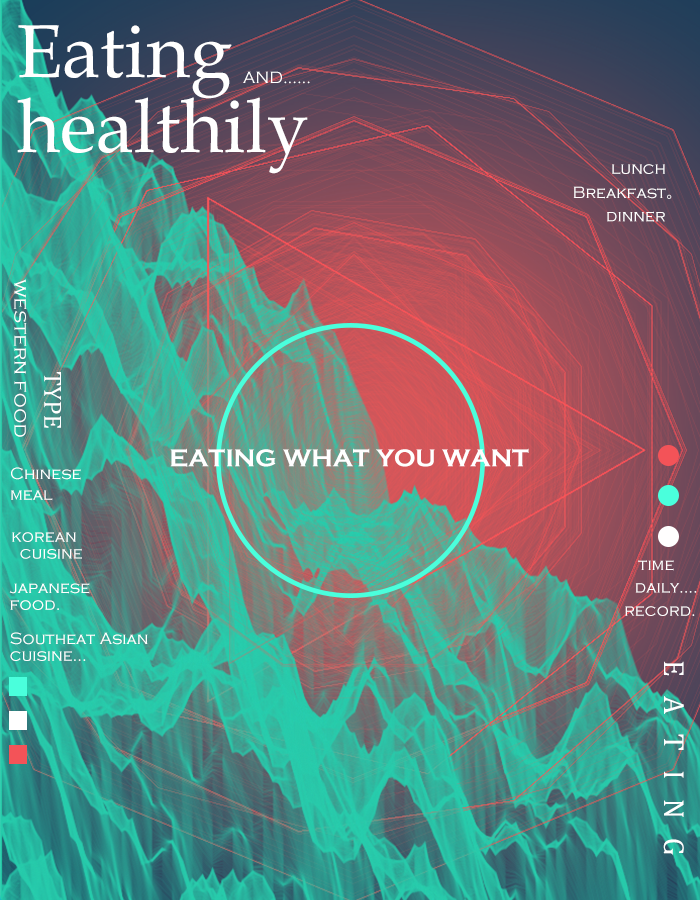 Eating
AND......
healthily
LUNCH
BREAKFAST。
DINNER
WESTERN FOOD
TYPE
EATING WHAT YOU WANT
CHINESE
MEAL
KOREAN
CUISINE
JAPANESE
FOOD.
SOUTHEAT ASIAN
CUISINE...
TIME
DAILY....
RECORD.
EATING